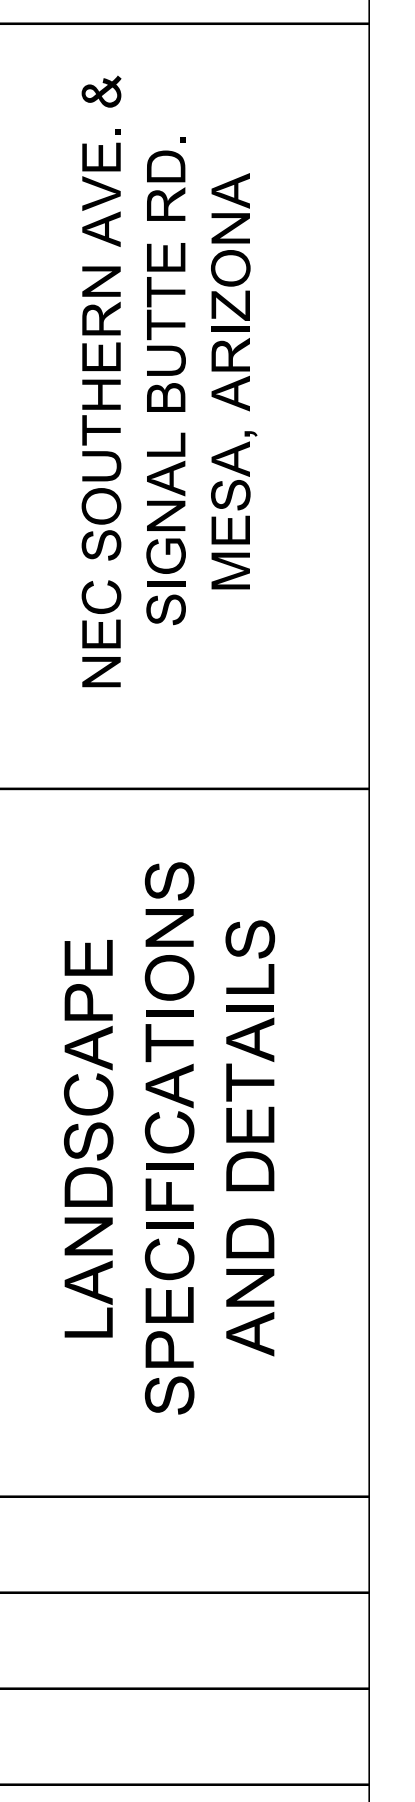 NEC SOUTHERN AVE. &
SIGNAL BUTTE RD.
MESA, ARIZONA
LANDSCAPE
SPECIFICATIONS
AND DETAILS